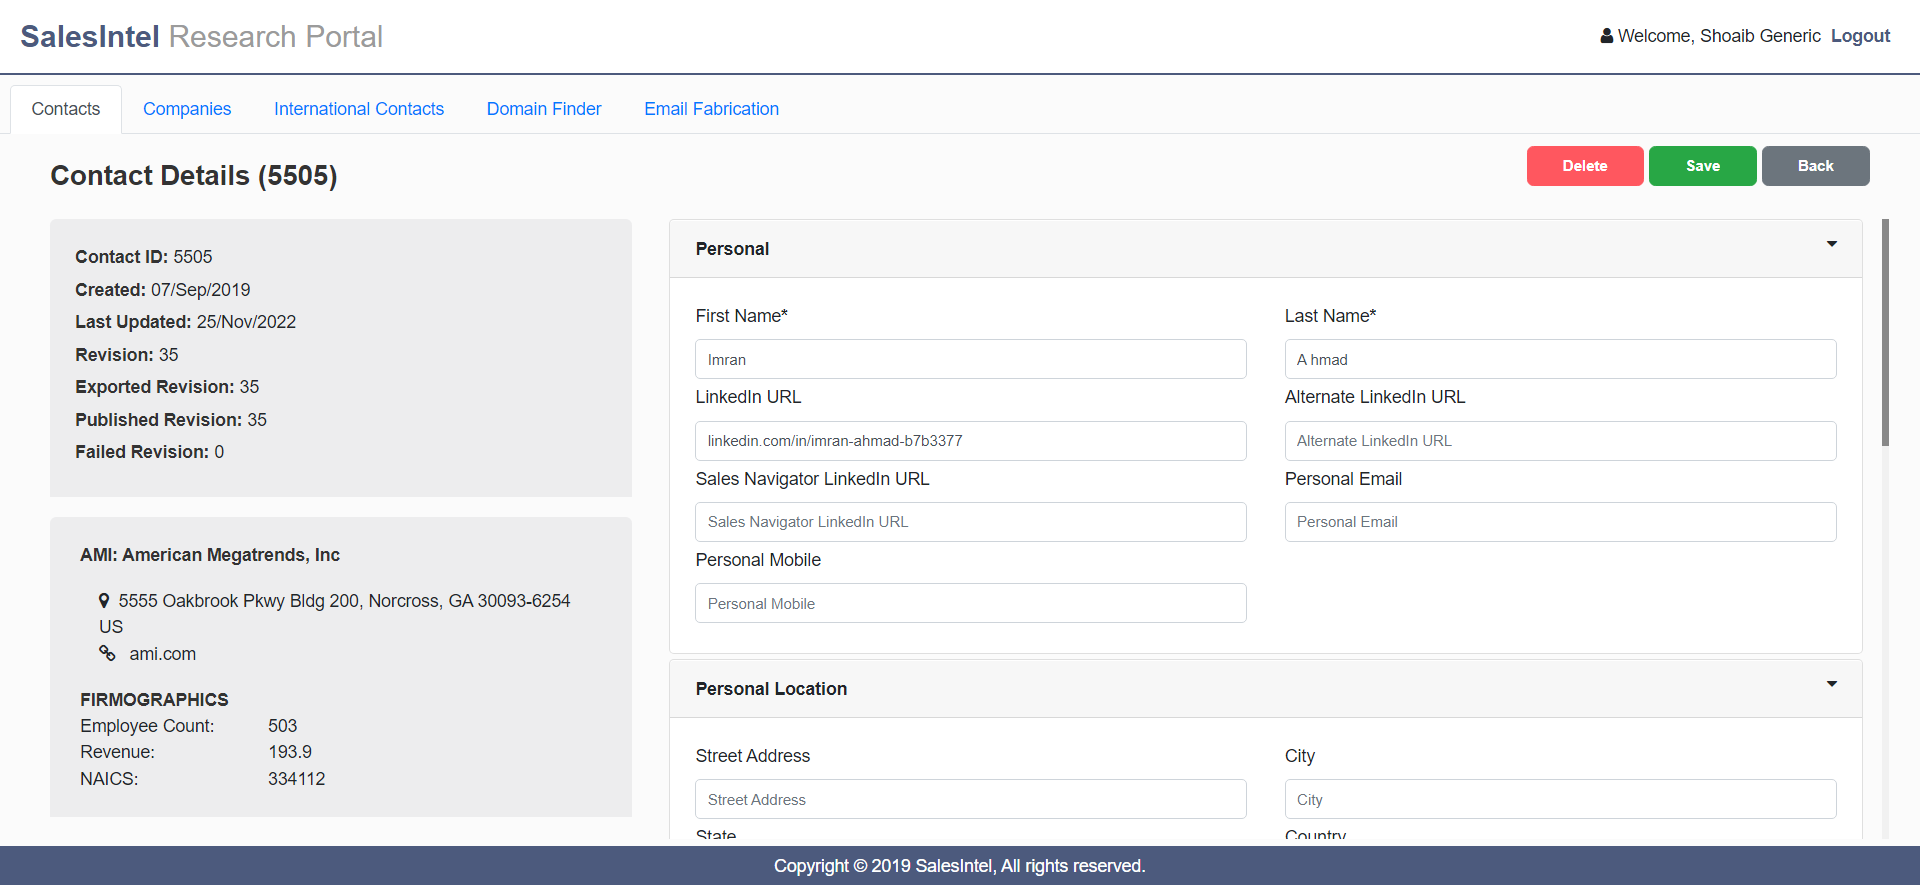 SalesIntel Research Portal
Welcome, Shoaib Generic Logout
Contacts Companies International Contacts Domain Finder Email Fabrication
Contact Details (5505)
Delete Save Back
Contact ID: 5505
Created: 07/Sep/2019
Last Updated: 25/Nov/2022
Revision: 35
Exported Revision: 35
Published Revision: 35
Failed Revision: 0
AMI: American Megatrends, Inc
5555 Oakbrook Pkwy Bldg 200, Norcross, GA 30093-6254
US
ami.com
FIRMOGRAPHICS
Employee Count: 503
Revenue: 193.9
NAICS: 334112
Personal
First Name* Last Name*
Imran A hmad
LinkedIn URL Alternate LinkedIn URL
linkedin.com/in/imran-ahmad-b7b3377 Alternate LinkedIn URL
Sales Navigator LinkedIn URL Personal Email
Sales Navigator LinkedIn URL Personal Email
Personal Mobile
Personal Mobile
Personal Location
Street Address City
Street Address City
State Country
Copyright © 2019 SalesIntel, All rights reserved.